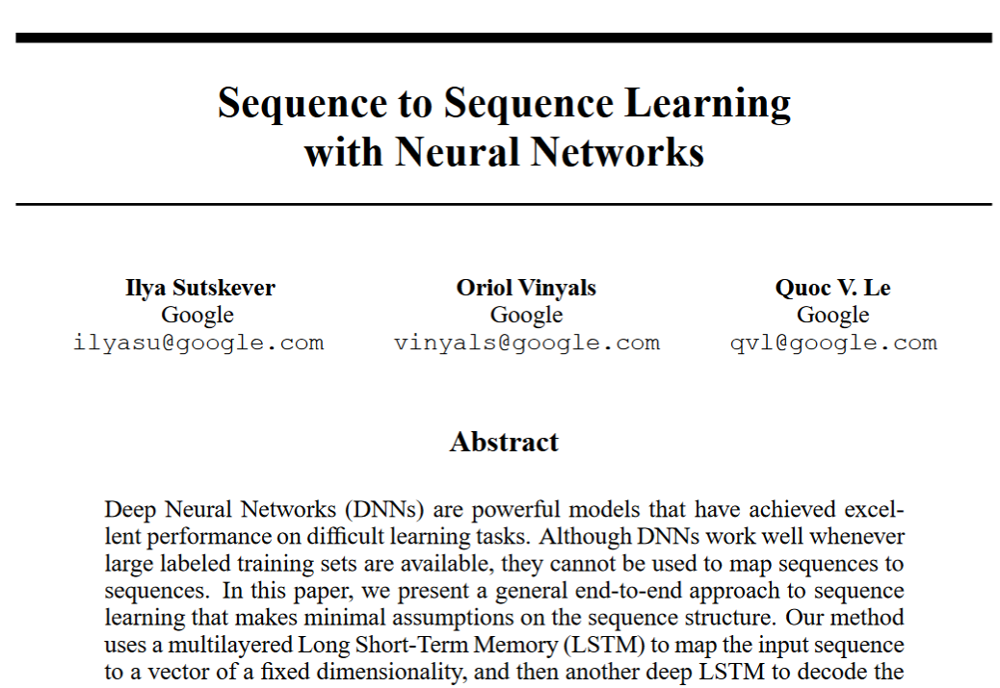 Sequence to Sequence Learning
with Neural Networks
Ilya Sutskever
Google
ilyasu@google.com
Oriol Vinyals
Google
vinyals@google.com
Quoc V. Le
Google
qvl@google.com
Abstract
Deep Neural Networks (DNNs) are powerful models that have achieved excel-
lent performance on difficult learning tasks. Although DNNs work well whenever
large labeled training sets are available, they cannot be used to map sequences to
sequences. In this paper, we present a general end-to-end approach to sequence
learning that makes minimal assumptions on the sequence structure. Our method
uses a multilayered Long Short-Term Memory (LSTM) to map the input sequence
to a vector of a fixed dimensionality, and then another deep LSTM to decode the